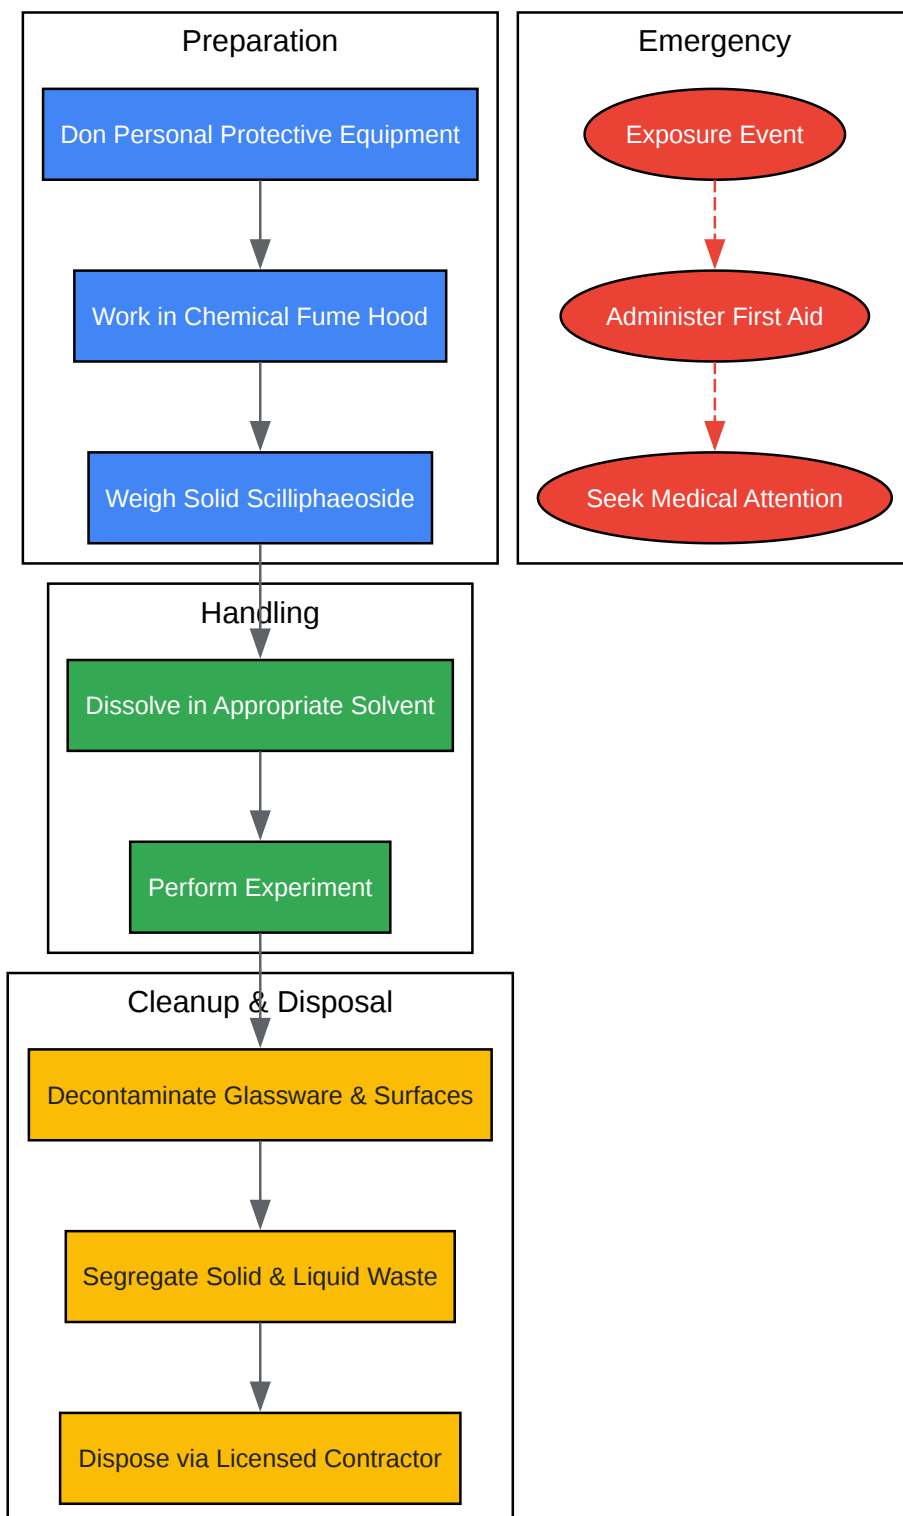 Preparation
Don Personal Protective Equipment
Work in Chemical Fume Hood
Weigh Solid Scilliphaeoside
Emergency
Exposure Event
Administer First Aid
Seek Medical Attention
Handling
Dissolve in Appropriate Solvent
Perform Experiment
Cleanup & Disposal
Decontaminate Glassware & Surfaces
Segregate Solid & Liquid Waste
Dispose via Licensed Contractor